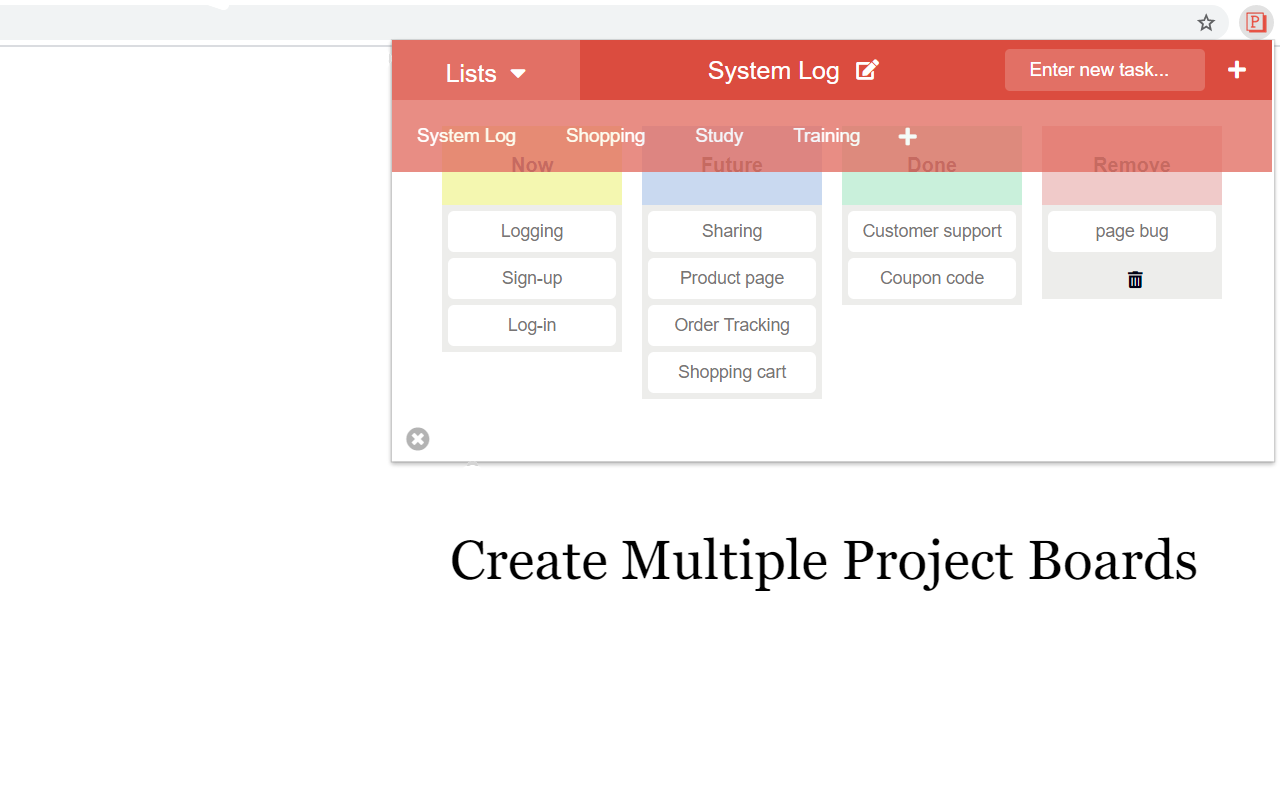 P
Lists
System Log
Enter new task...
System Log Shopping Study Training
Now Future Done Remove
Logging Sharing Customer support page bug
Sign-up Product page Coupon code
Log-in Order Tracking
Shopping cart
Create Multiple Project Boards